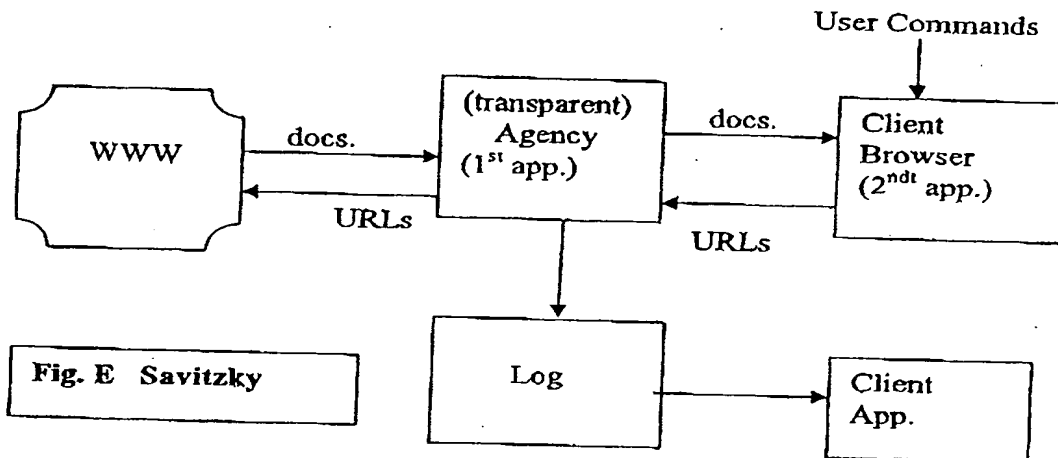 User Commands
WWW
docs.
URLs
(transparent)
Agency
(1st app.)
docs.
URLs
Client
Browser
(2ndt app.)
Log
Client
App.
Fig. E Savitzky